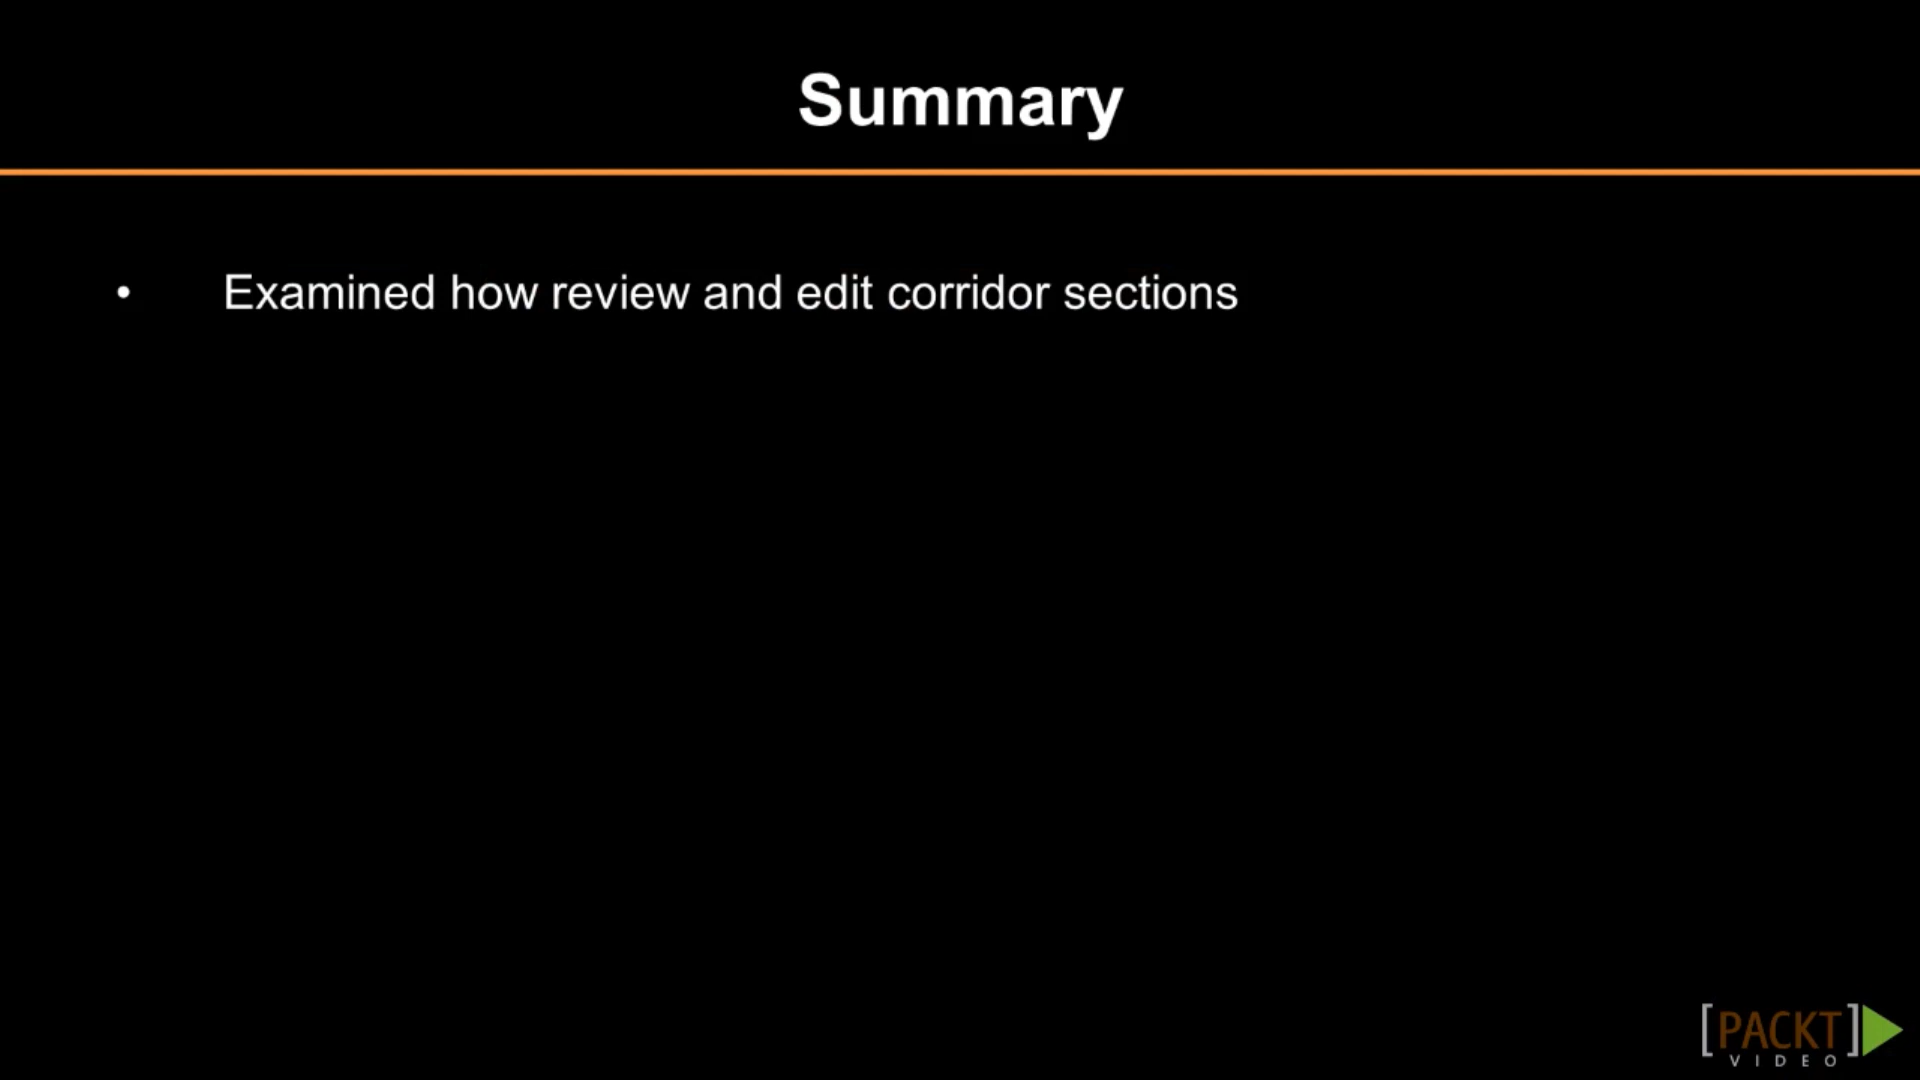 Summary
• Examined how review and edit corridor sections
[PACKT]
VIDEO